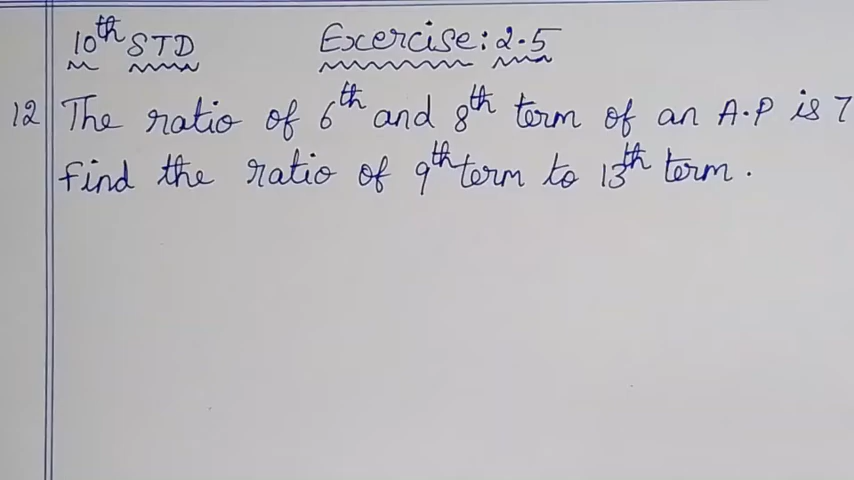 10th STD Exercise: 2.5
12 The ratio of 6th and 8th term of an A.P is 7
find the ratio of 9th term to 13th term.